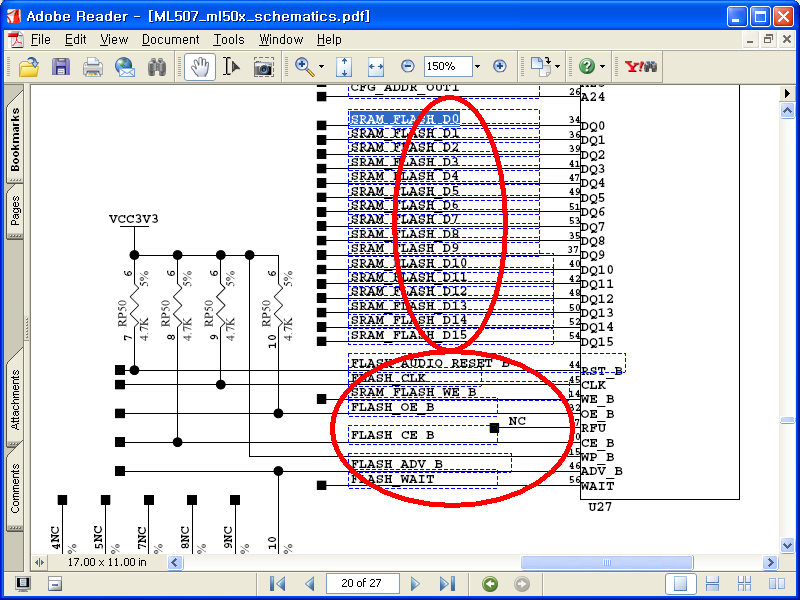 Adobe Reader - [ML507_ml50x_schematics.pdf]
File Edit View Document Tools Window Help
150%
Y!
Bookmarks
Pages
Attachments
Comments
CFG_ADDR_OUT1 26 A24
SRAM_FLASH_D0 34 DQ0
SRAM_FLASH_D1 36 DQ1
SRAM_FLASH_D2 39 DQ2
SRAM_FLASH_D3 41 DQ3
SRAM_FLASH_D4 47 DQ4
SRAM_FLASH_D5 49 DQ5
SRAM_FLASH_D6 51 DQ6
SRAM_FLASH_D7 53 DQ7
SRAM_FLASH_D8 35 DQ8
SRAM_FLASH_D9 37 DQ9
SRAM_FLASH_D10 40 DQ10
SRAM_FLASH_D11 42 DQ11
SRAM_FLASH_D12 48 DQ12
SRAM_FLASH_D13 50 DQ13
SRAM_FLASH_D14 52 DQ14
SRAM_FLASH_D15 54 DQ15
VCC3V3
6 5% 6 5% 6 5% 6 5%
RP50 4.7K RP50 4.7K RP50 4.7K RP50 4.7K
7 8 9 10
FLASH_AUDIO_RESET_B 44 RST_B
FLASH_CLK 45 CLK
SRAM_FLASH_WE_B 14 WE_B
FLASH_OE_B OE_B
NC RFU
FLASH_CE_B CE_B
WP_B
FLASH_ADV_B 46 ADV_B
FLASH_WAIT 56 WAIT
U27
4NC 5NC 7NC 8NC 9NC 10
% % % % %
17.00 x 11.00 in
20 of 27